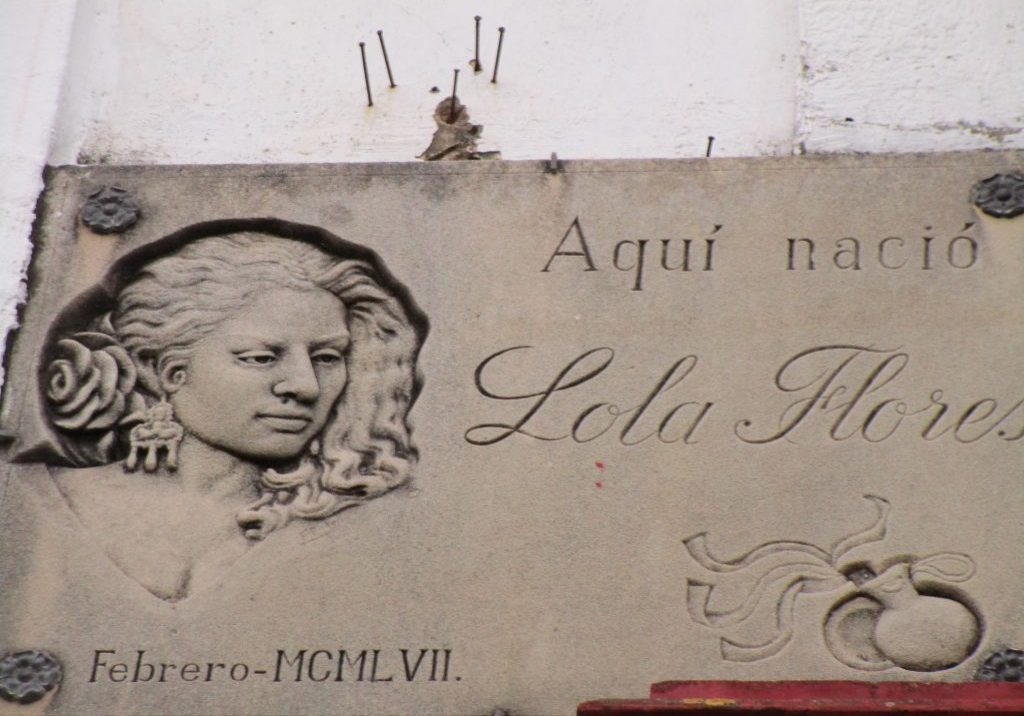 Aquí nació
Lola Flores
Febrero-MCMLVII.